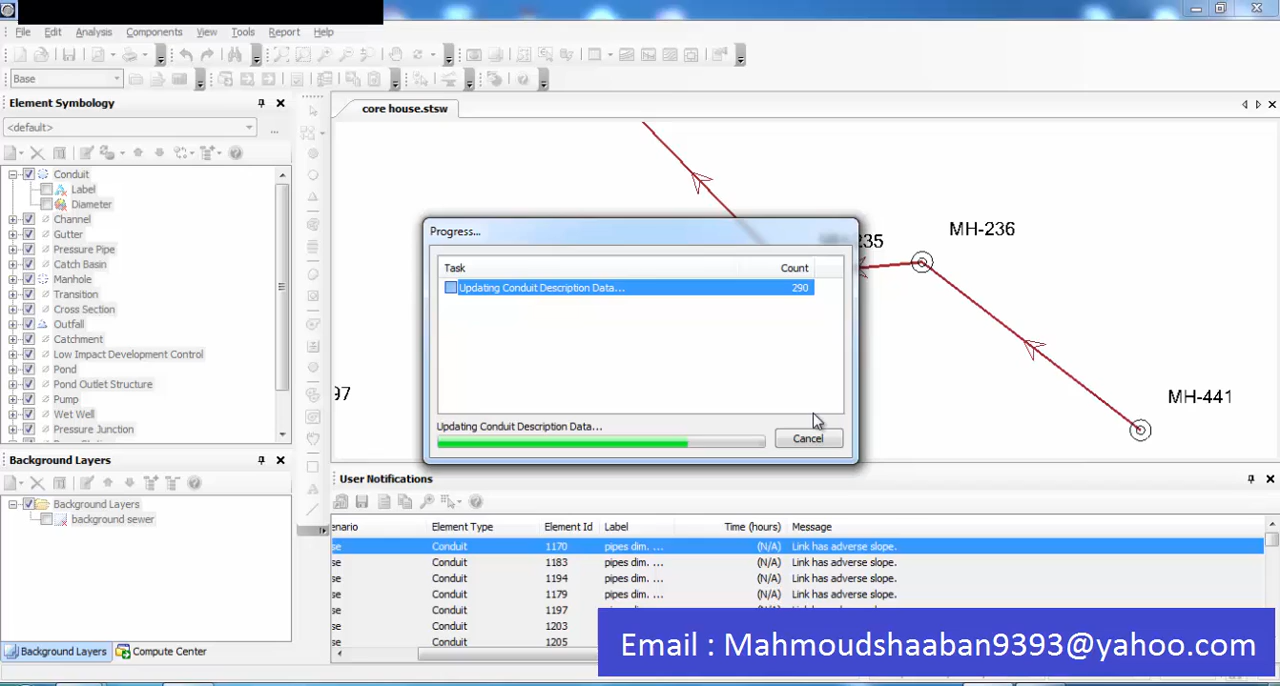 File Edit Analysis Components View Tools Report Help
Base
Element Symbology
core house.stsw
<default>
...
Conduit
Label
Diameter
Channel
Gutter
Pressure Pipe
Catch Basin
Manhole
Transition
Cross Section
Outfall
Catchment
Low Impact Development Control
Pond
Pond Outlet Structure
Pump
Wet Well
Pressure Junction
MH-236
MH-441
Progress...
Task Count
Updating Conduit Description Data... 290
Updating Conduit Description Data...
Cancel
Background Layers
Background Layers
background sewer
Background Layers Compute Center
User Notifications
Element Type Element Id Label Time (hours) Message
Conduit 1170 pipes dim. ... (N/A) Link has adverse slope.
Conduit 1183 pipes dim. ... (N/A) Link has adverse slope.
Conduit 1194 pipes dim. ... (N/A) Link has adverse slope.
Conduit 1179 pipes dim. ... (N/A) Link has adverse slope.
Conduit 1197
Conduit 1203
Conduit 1205
Email : Mahmoudshaaban9393@yahoo.com